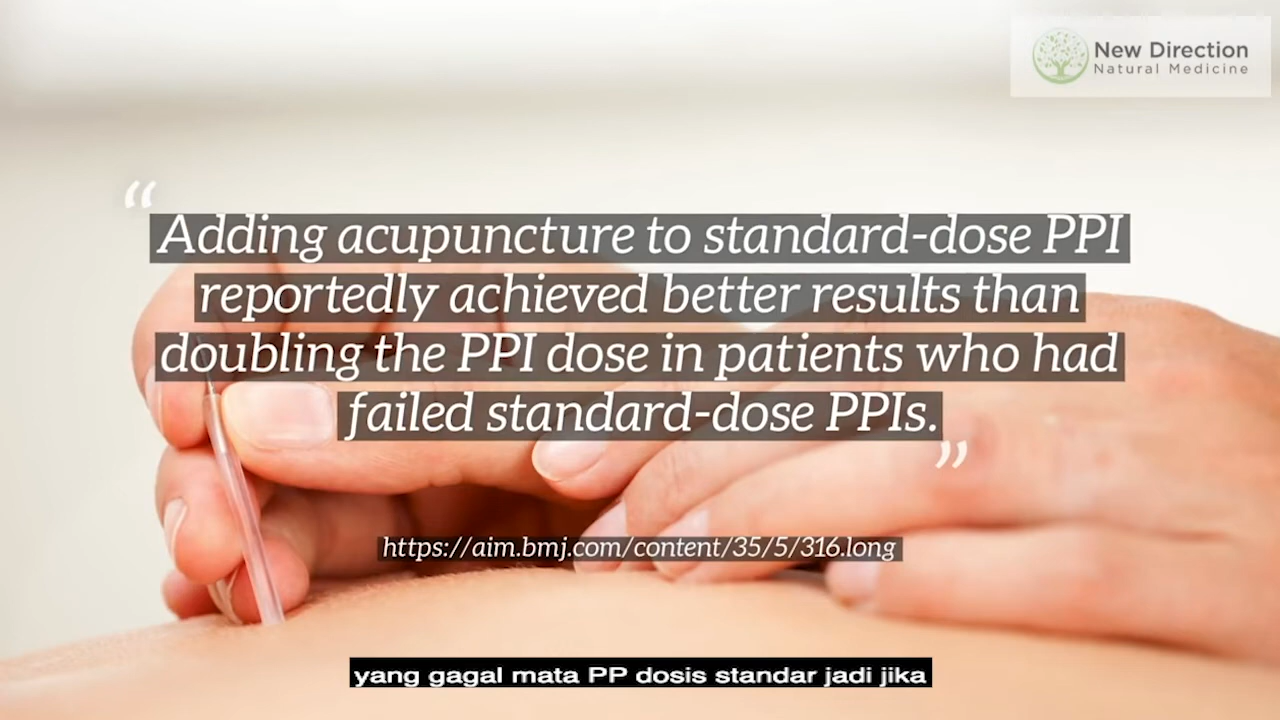 New Direction
Natural Medicine
“
Adding acupuncture to standard-dose PPI
reportedly achieved better results than
doubling the PPI dose in patients who had
failed standard-dose PPIs.
”
https://aim.bmj.com/content/35/5/316.long
yang gagal mata PP dosis standar jadi jika